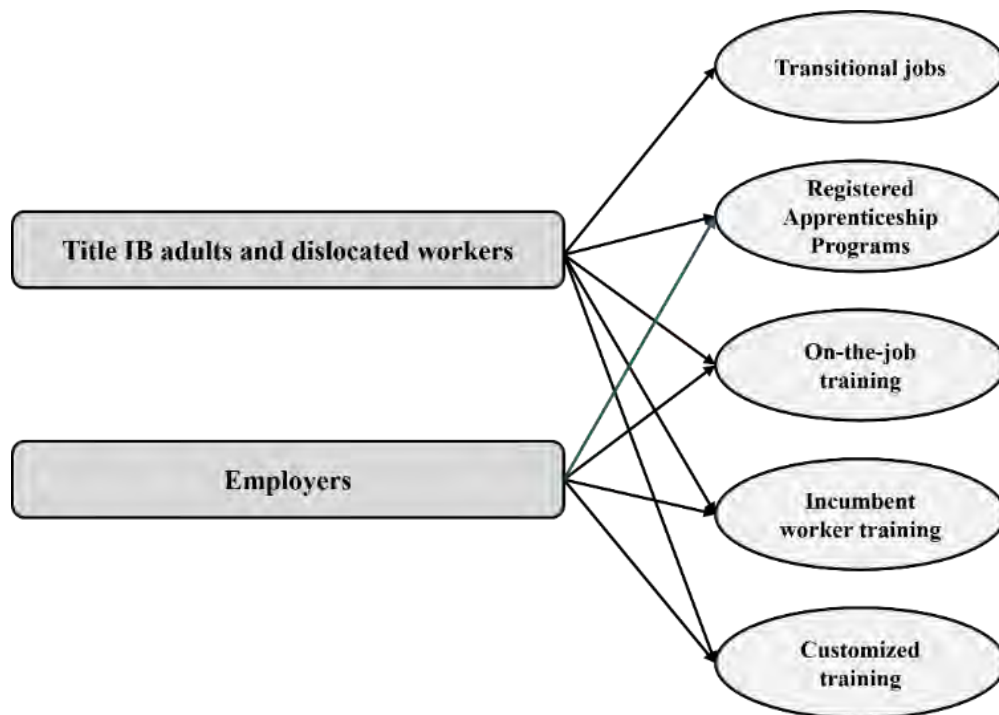 Transitional jobs
Registered
Apprenticeship
Programs
Title IB adults and dislocated workers
On-the-job
training
Employers
Incumbent
worker training
Customized
training